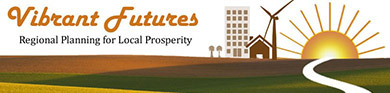 Vibrant Futures
Regional Planning for Local Prosperity